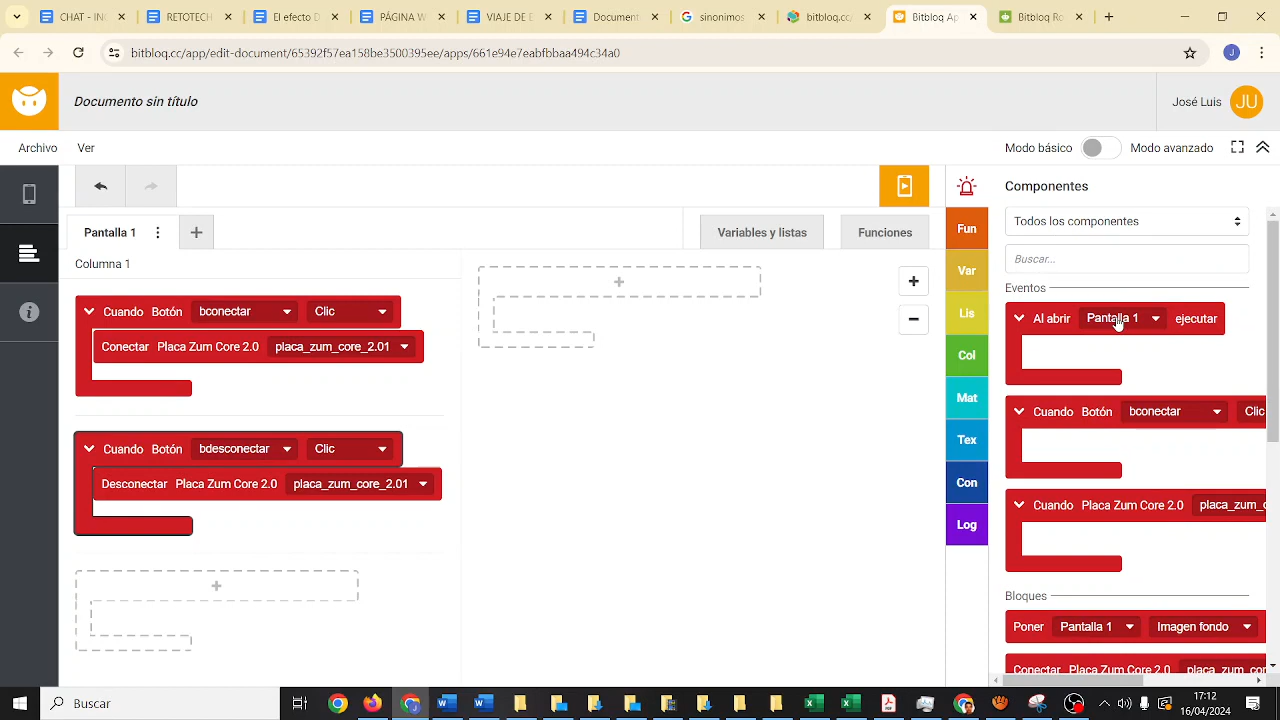 CHAT -
RETOTECH
El efecto
PÁGINA W
VIAJE DE
Document
sinonimo
bitbloq.cc
Bitbloq Ap
Bitbloq Ro
bitbloq.cc/app/edit-document/65392f57ea158be3500395ee/apps/661e94e7eabfbbaa494c34a0
J
Documento sin título
José Luis
JU
Archivo
Ver
Modo básico
Modo avanzado
Componentes
Pantalla 1
Variables y listas
Funciones
Columna 1
Cuando Botón bconectar Clic
Conectar Placa Zum Core 2.0 placa_zum_core_2.01
Cuando Botón bdesconectar Clic
Desconectar Placa Zum Core 2.0 placa_zum_core_2.01
Fun
Var
Lis
Col
Mat
Tex
Con
Log
Todos los componentes
Buscar...
Eventos
Al abrir Pantalla 1 ejecutar
Cuando Botón bconectar Clic
Cuando Placa Zum Core 2.0 placa_zum_c
Bloques
Poner Pantalla 1 Imagen fondo
Conectar Placa Zum Core 2.0 placa_zum_cor
Buscar
17:12
16/04/2024